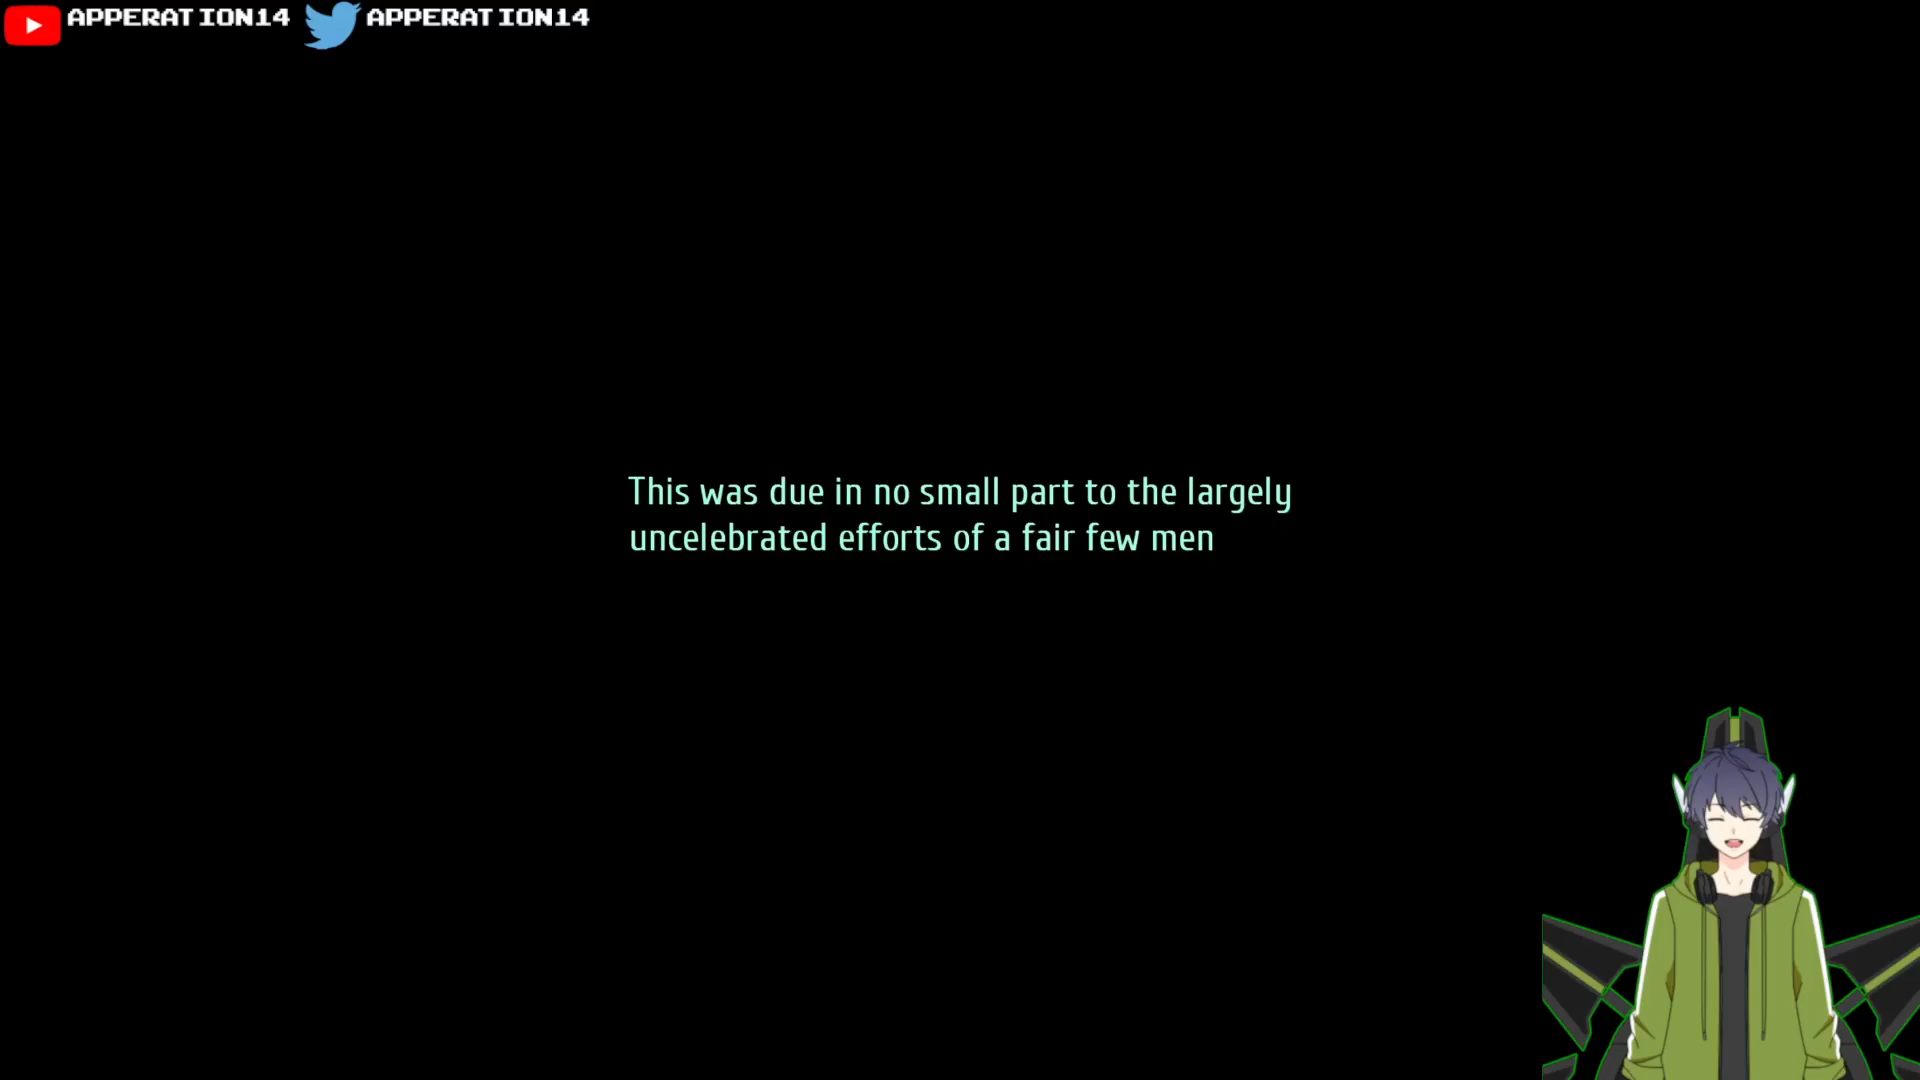 APPERATION14 APPERATION14
This was due in no small part to the largely
uncelebrated efforts of a fair few men